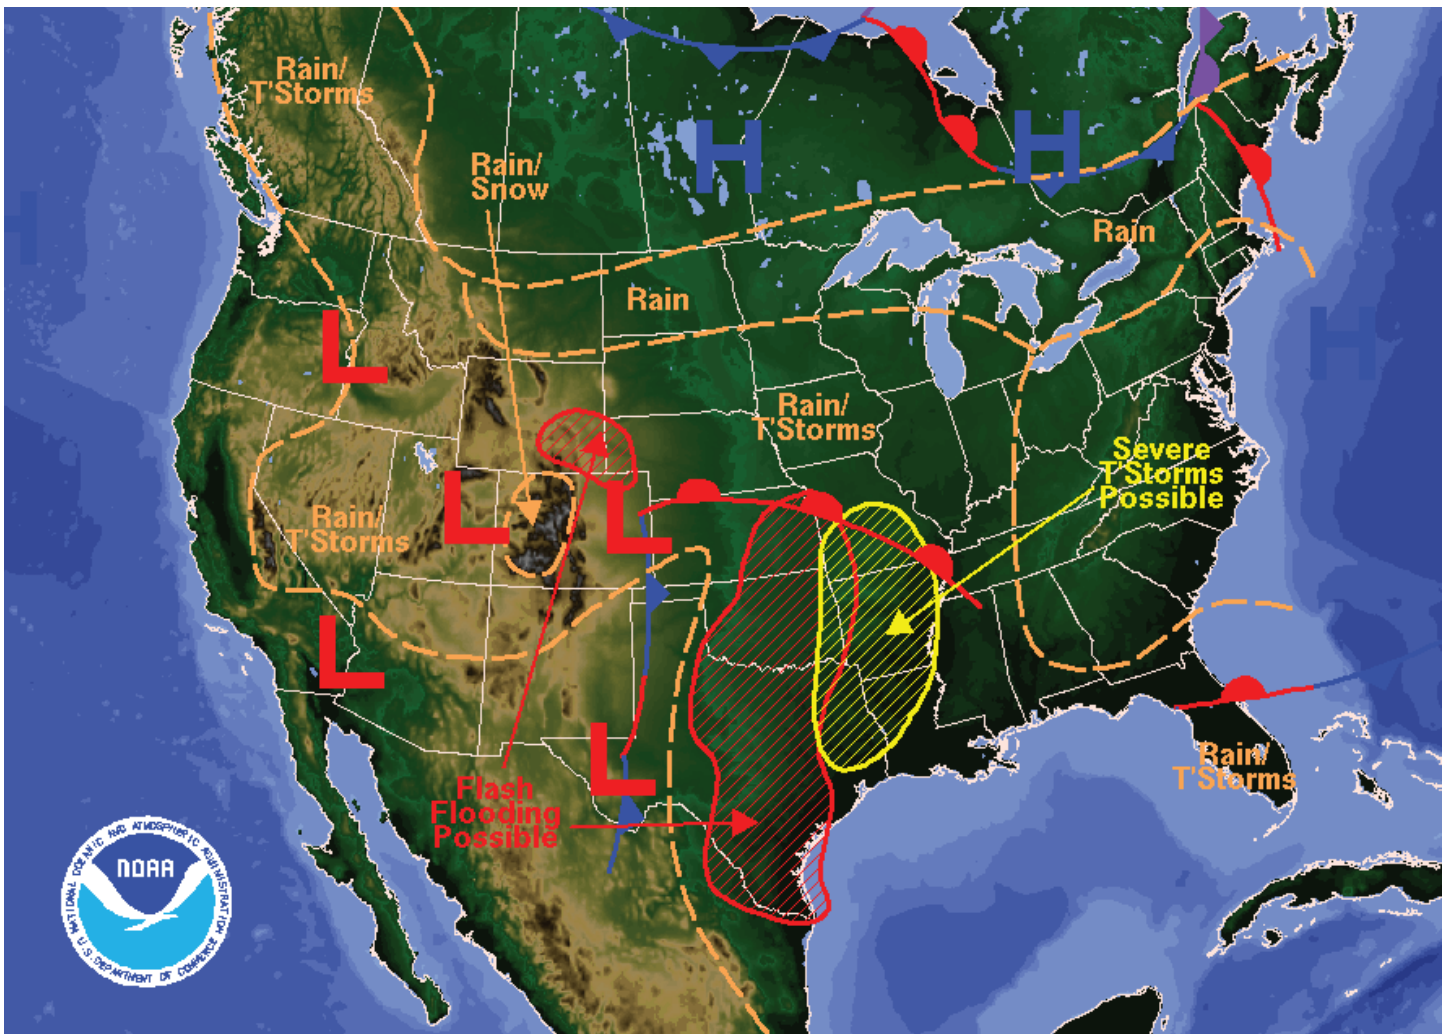 Rain/
T'Storms
Rain/
Snow
H
H
H
H
Rain
Rain
L
Rain/
T'Storms
Severe
T'Storms
Possible
L
L
Rain/
T'Storms
L
L
Flash
Flooding
Possible
Rain/
T'Storms
NATIONAL OCEANIC AND ATMOSPHERIC ADMINISTRATION
NOAA
U.S. DEPARTMENT OF COMMERCE